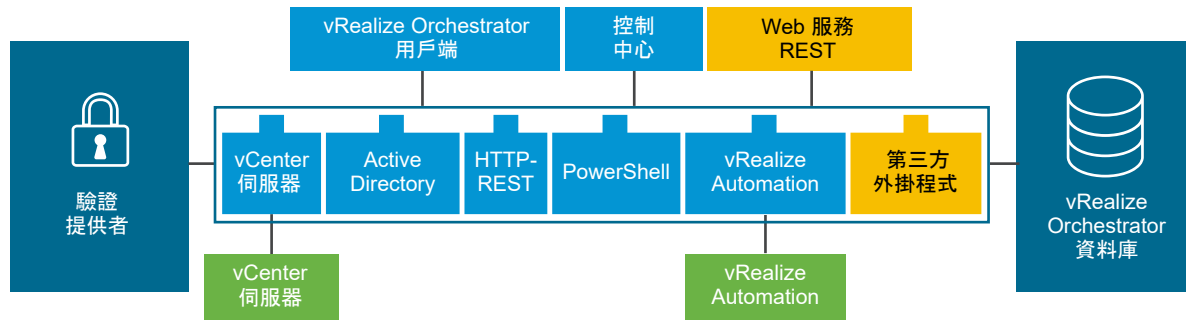 vRealize Orchestrator
用戶端
控制
中心
Web 服務
REST
驗證
提供者
vCenter
伺服器
Active
Directory
HTTP-
REST
PowerShell
vRealize
Automation
第三方
外掛程式
vRealize
Orchestrator
資料庫
vCenter
伺服器
vRealize
Automation